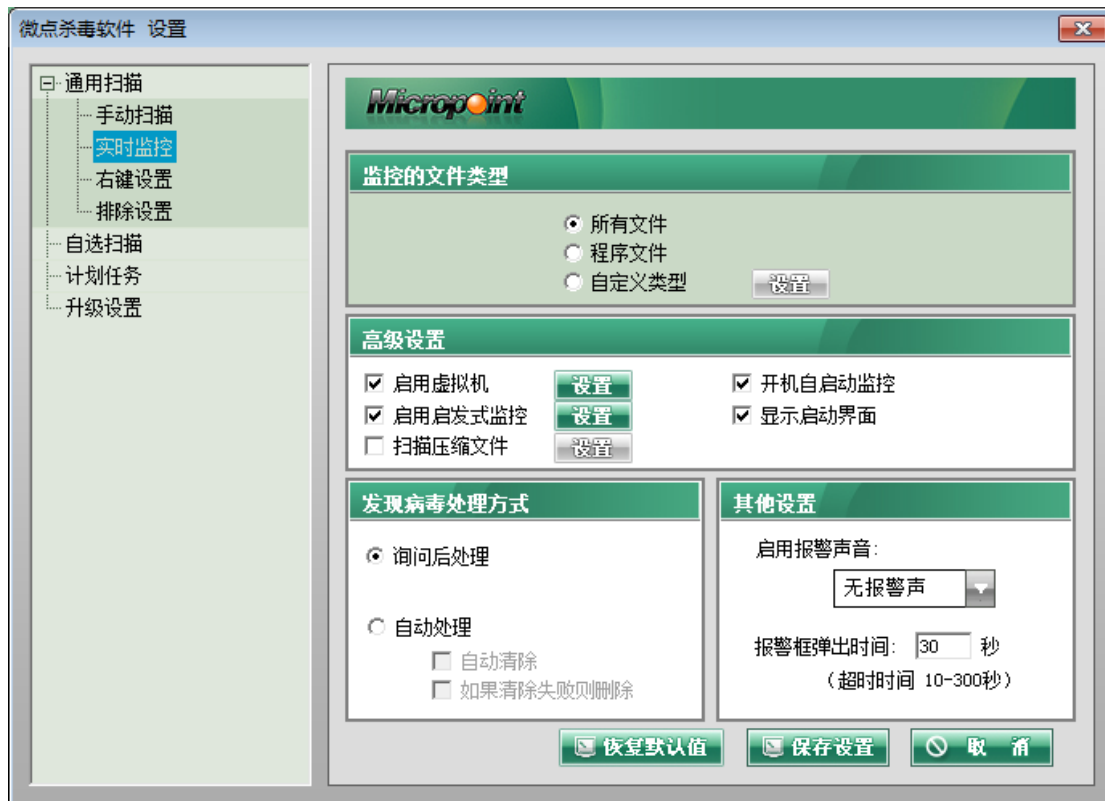 微点杀毒软件 设置
通用扫描
手动扫描
实时监控
右键设置
排除设置
自选扫描
计划任务
升级设置
Micropoint
监控的文件类型
所有文件
程序文件
自定义类型 设置
高级设置
启用虚拟机 设置 开机自启动监控
启用启发式监控 设置 显示启动界面
扫描压缩文件 设置
发现病毒处理方式
询问后处理
自动处理
自动清除
如果清除失败则删除
其他设置
启用报警声音:
无报警声
报警框弹出时间: 30 秒
(超时时间 10-300秒)
恢复默认值 保存设置 取 消